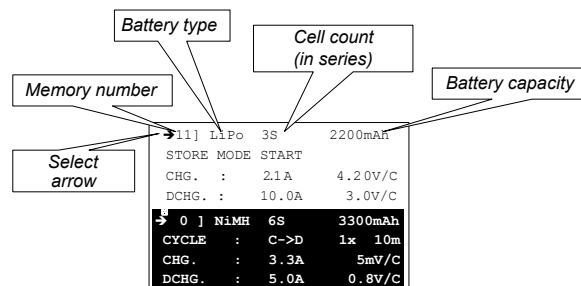 Battery type
Cell count
(in series)
Memory number
Battery capacity
Select
arrow
➔11] LiPo 3S 2200mAh
STORE MODE START
CHG. : 2.1A 4.20V/C
DCHG. : 10.0A 3.0V/C
➔ 0 ] NiMH 6S 3300mAh
CYCLE : C->D 1x 10m
CHG. : 3.3A 5mV/C
DCHG. : 5.0A 0.8V/C